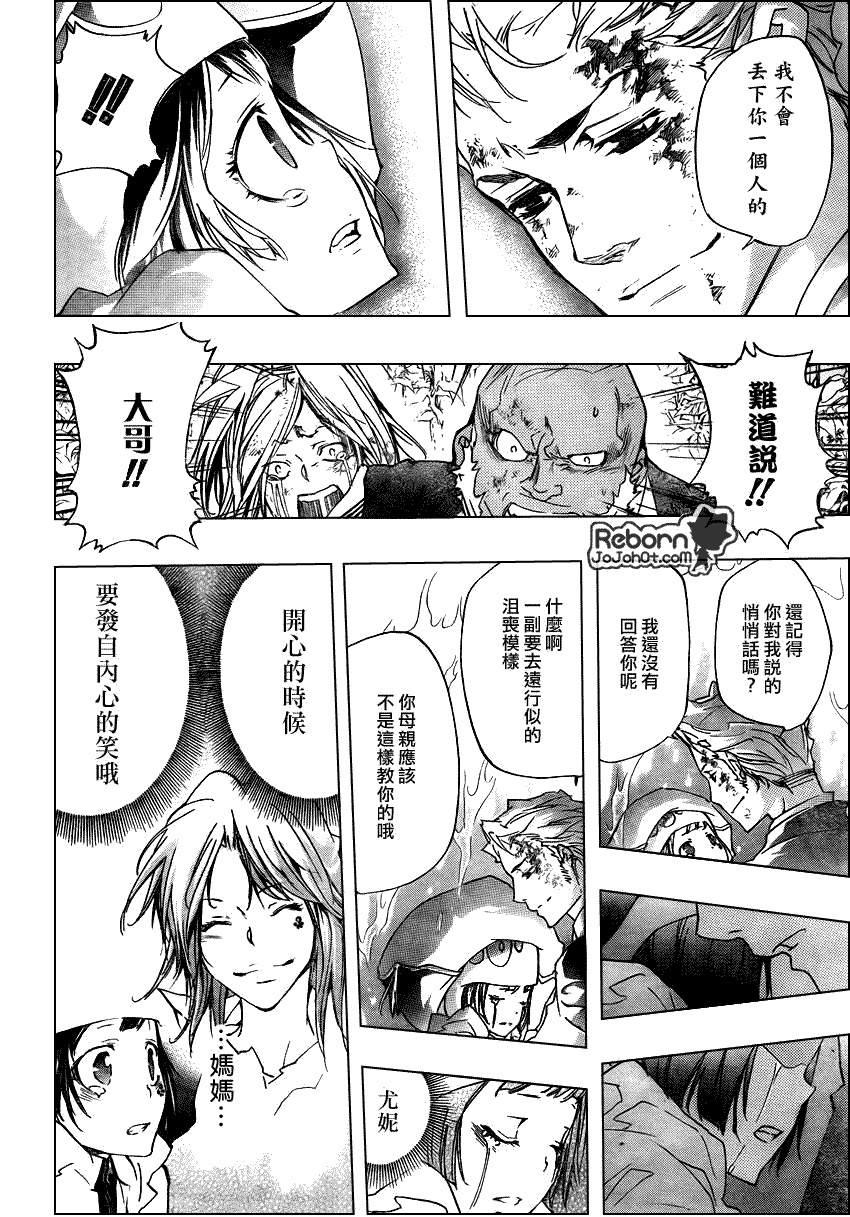 我不會
丟下你一個人的
!!
難道説!!
大哥!!
Reborn
JoJohOt.com
還記得
你對我說的
悄悄話嗎?
我還沒有
回答你呢
什麼啊
一副要去遠行似的
沮喪模樣
你母親應該
不是這樣教你的哦
尤妮
開心的時候
要發自內心的笑哦
…媽媽…